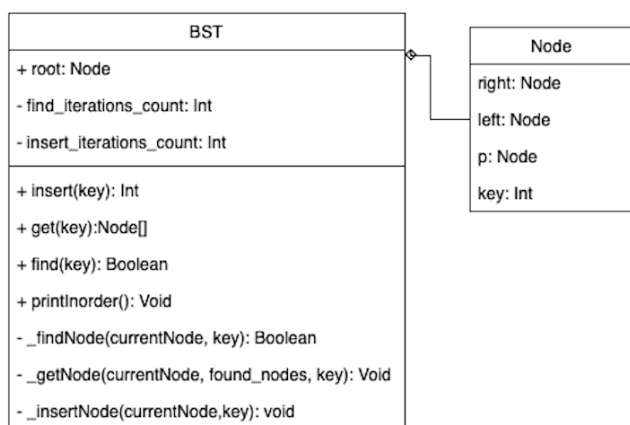 BST
+ root: Node
- find_iterations_count: Int
- insert_iterations_count: Int
+ insert(key): Int
+ get(key):Node[]
+ find(key): Boolean
+ printInorder(): Void
- _findNode(currentNode, key): Boolean
- _getNode(currentNode, found_nodes, key): Void
- _insertNode(currentNode,key): void
Node
right: Node
left: Node
p: Node
key: Int